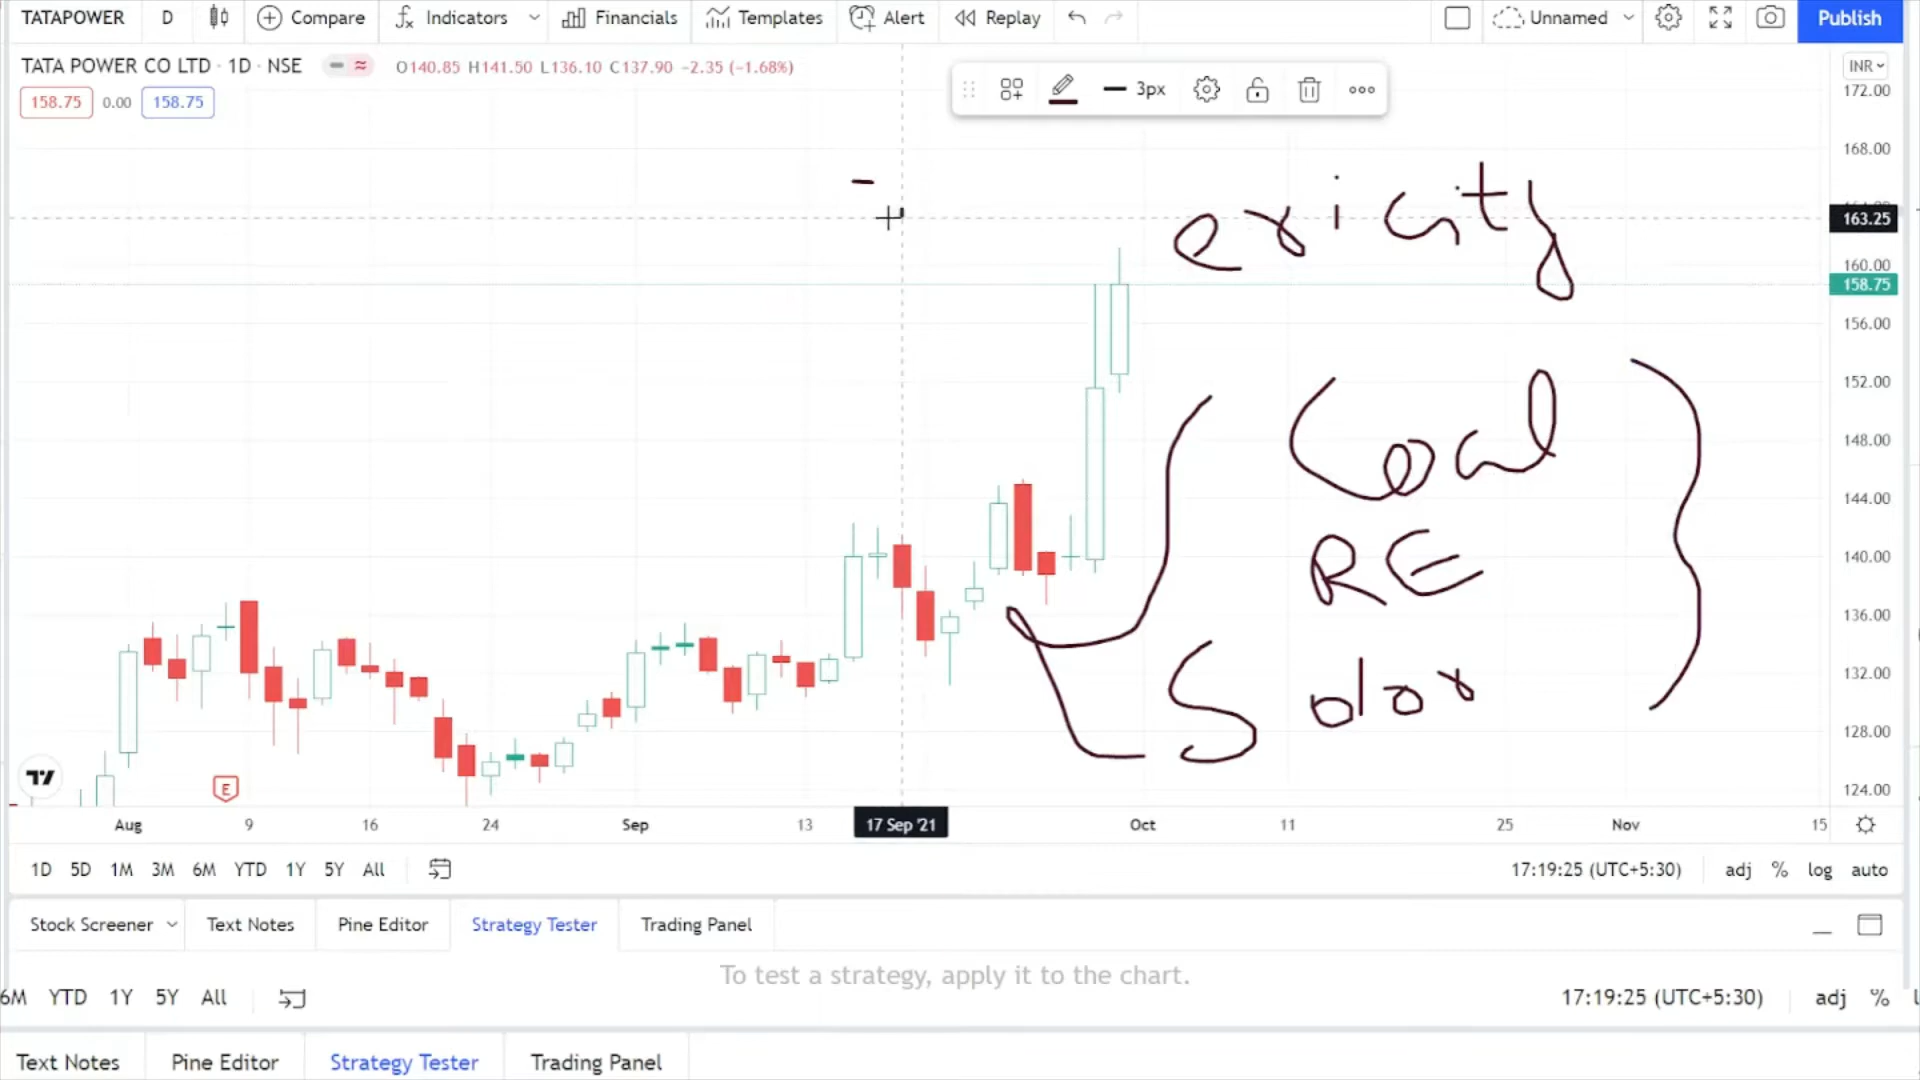 TATAPOWER D Compare Indicators Financials Templates Alert Replay Unnamed Publish
TATA POWER CO LTD · 1D · NSE O140.85 H141.50 L136.10 C137.90 −2.35 (−1.68%)
158.75 0.00 158.75
3px
INR
172.00
168.00
163.25
160.00
158.75
156.00
152.00
148.00
144.00
140.00
136.00
132.00
128.00
124.00
Coal
RE
Solar
E
Aug 9 16 24 Sep 13 17 Sep '21 Oct 11 25 Nov 15
1D 5D 1M 3M 6M YTD 1Y 5Y All 17:19:25 (UTC+5:30) adj % log auto
Stock Screener Text Notes Pine Editor Strategy Tester Trading Panel
To test a strategy, apply it to the chart.
6M YTD 1Y 5Y All 17:19:25 (UTC+5:30) adj %
Text Notes Pine Editor Strategy Tester Trading Panel